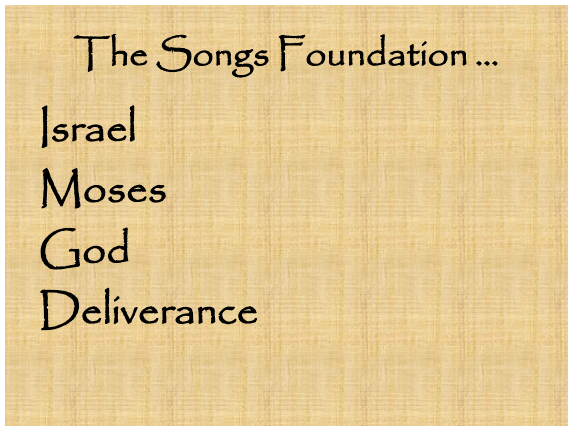 The Songs Foundation ...
Israel
Moses
God
Deliverance